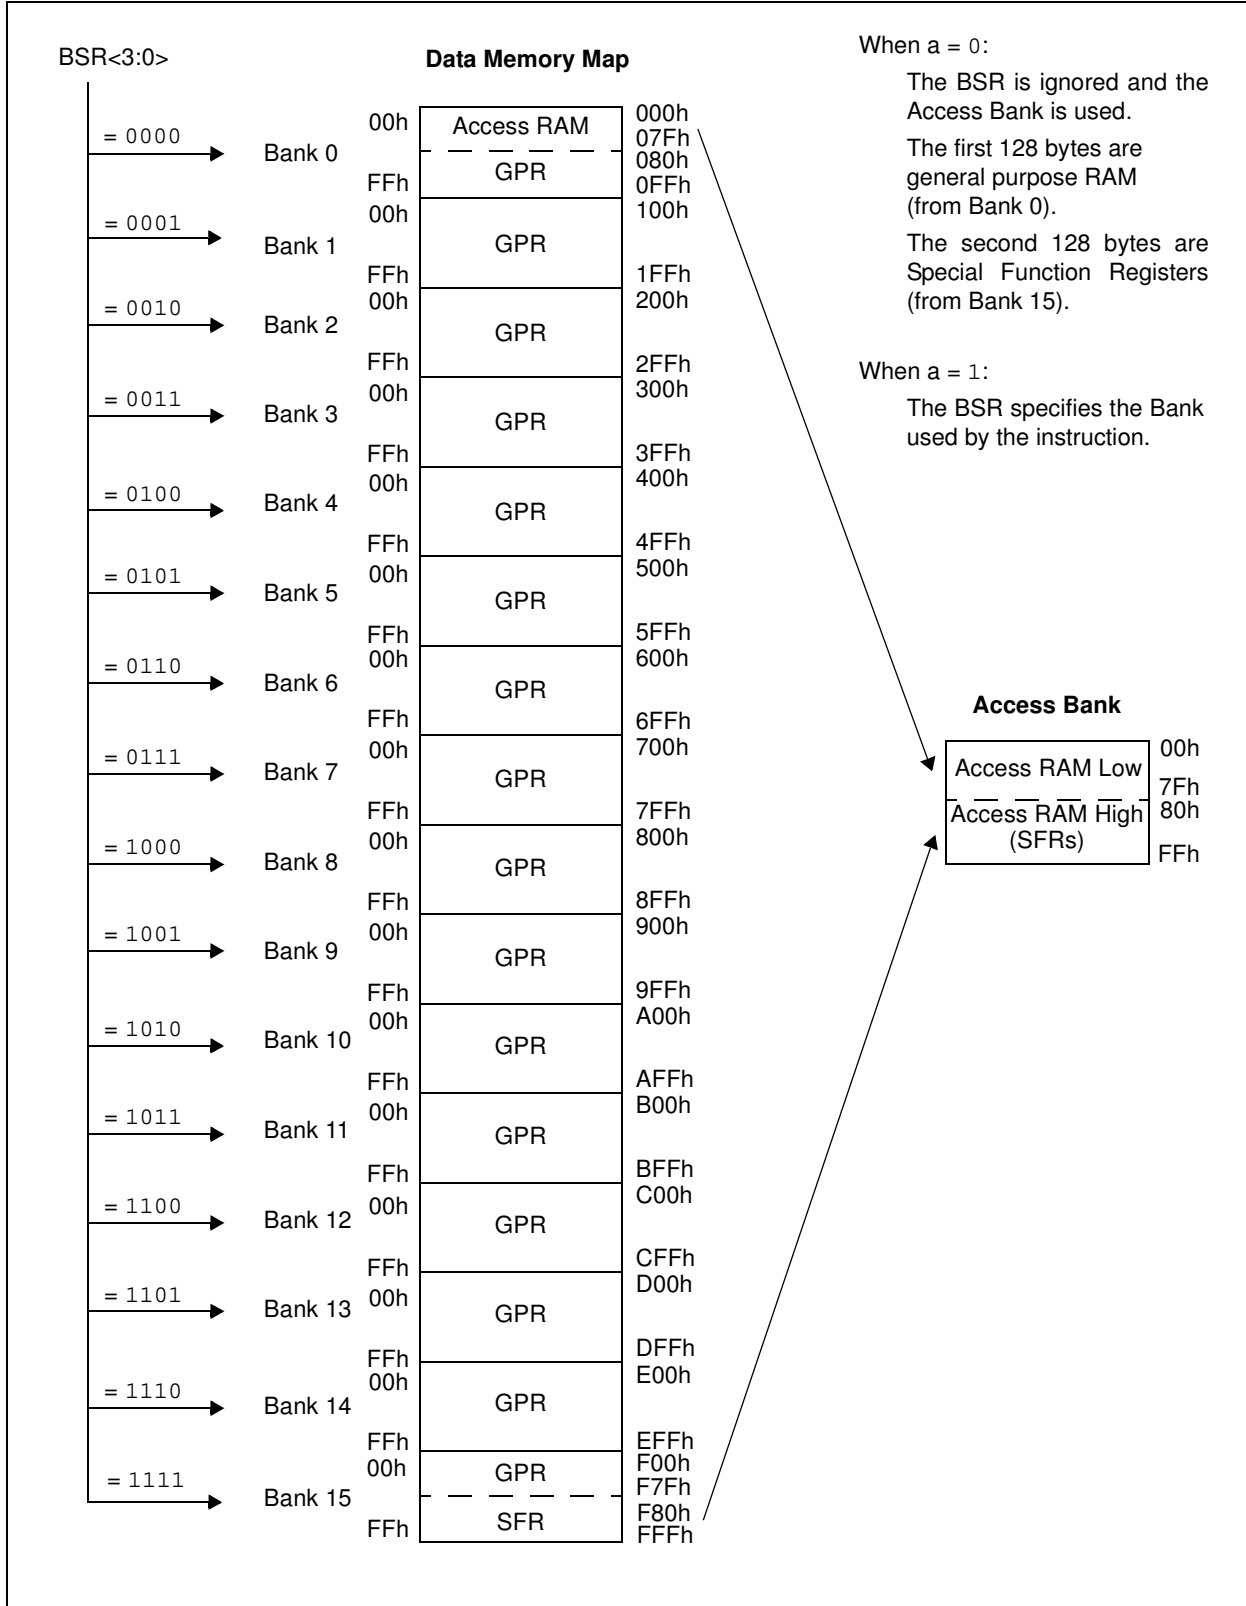 BSR<3:0>
Data Memory Map
When a = 0:
The BSR is ignored and the
Access Bank is used.
The first 128 bytes are
general purpose RAM
(from Bank 0).
The second 128 bytes are
Special Function Registers
(from Bank 15).
When a = 1:
The BSR specifies the Bank
used by the instruction.
= 0000
Bank 0
00h
Access RAM
000h
07Fh
080h
GPR
FFh
0FFh
= 0001
Bank 1
00h
100h
GPR
FFh
1FFh
= 0010
Bank 2
00h
200h
GPR
FFh
2FFh
= 0011
Bank 3
00h
300h
GPR
FFh
3FFh
= 0100
Bank 4
00h
400h
GPR
FFh
4FFh
= 0101
Bank 5
00h
500h
GPR
FFh
5FFh
= 0110
Bank 6
00h
600h
GPR
FFh
6FFh
= 0111
Bank 7
00h
700h
GPR
FFh
7FFh
= 1000
Bank 8
00h
800h
GPR
FFh
8FFh
= 1001
Bank 9
00h
900h
GPR
FFh
9FFh
= 1010
Bank 10
00h
A00h
GPR
FFh
AFFh
= 1011
Bank 11
00h
B00h
GPR
FFh
BFFh
= 1100
Bank 12
00h
C00h
GPR
FFh
CFFh
= 1101
Bank 13
00h
D00h
GPR
FFh
DFFh
= 1110
Bank 14
00h
E00h
GPR
FFh
EFFh
= 1111
Bank 15
00h
F00h
GPR
F7Fh
F80h
SFR
FFh
FFFh
Access Bank
00h
Access RAM Low
7Fh
80h
Access RAM High
(SFRs)
FFh